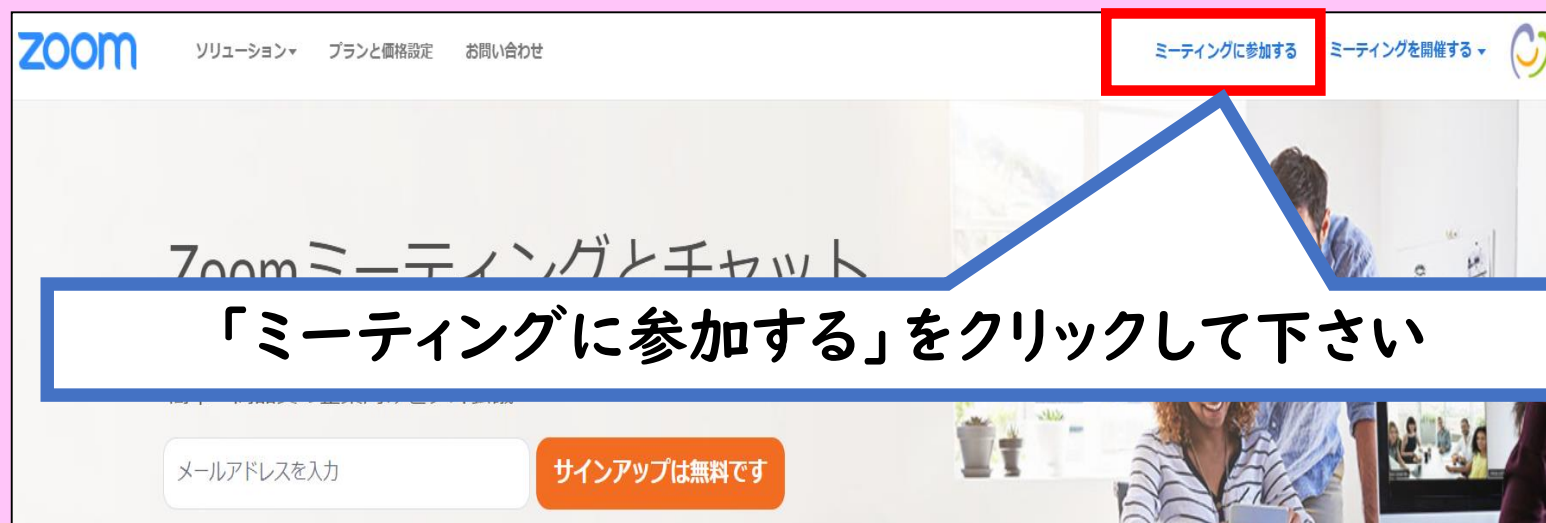 zoom ソリューション▾ プランと価格設定 お問い合わせ ミーティングに参加する ミーティングを開催する ▾
Zoomミーティングとチャット
「ミーティングに参加する」をクリックして下さい
メールアドレスを入力 サインアップは無料です